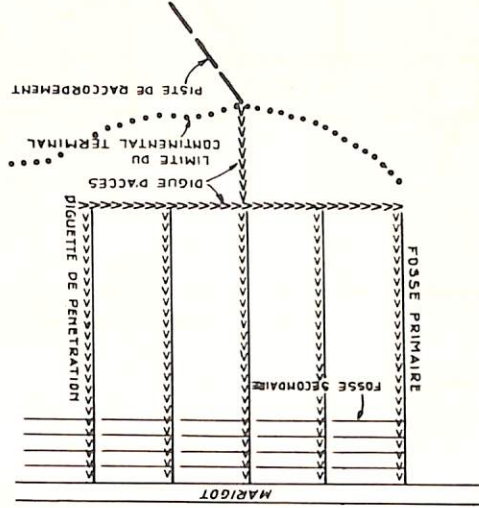 PISTE DE RACCORDEMENT
LIMITE DU
CONTINENTAL TERMINAL
DIGUE D'ACCES
DIGUETTE DE PENETRATION
FOSSE PRIMAIRE
FOSSE SECONDAIRE
MARIGOT